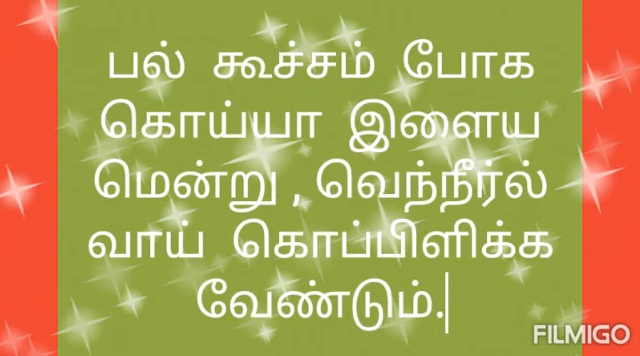 பல் கூச்சம் போக
கொய்யா இளைய
மென்று , வெந்நீர்ல்
வாய் கொப்பிளிக்க
வேண்டும்.
FILMIGO